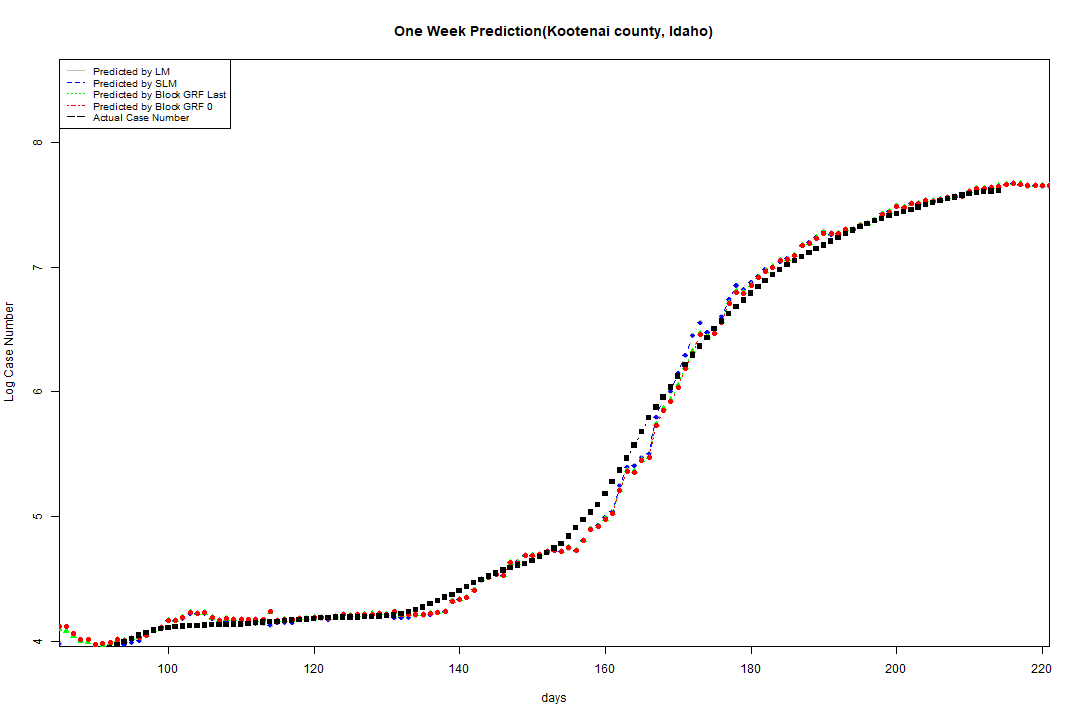 One Week Prediction(Kootenai county, Idaho)
Predicted by LM
Predicted by SLM
Predicted by Block GRF Last
Predicted by Block GRF 0
Actual Case Number
8
7
6
5
4
Log Case Number
100 120 140 160 180 200 220
days